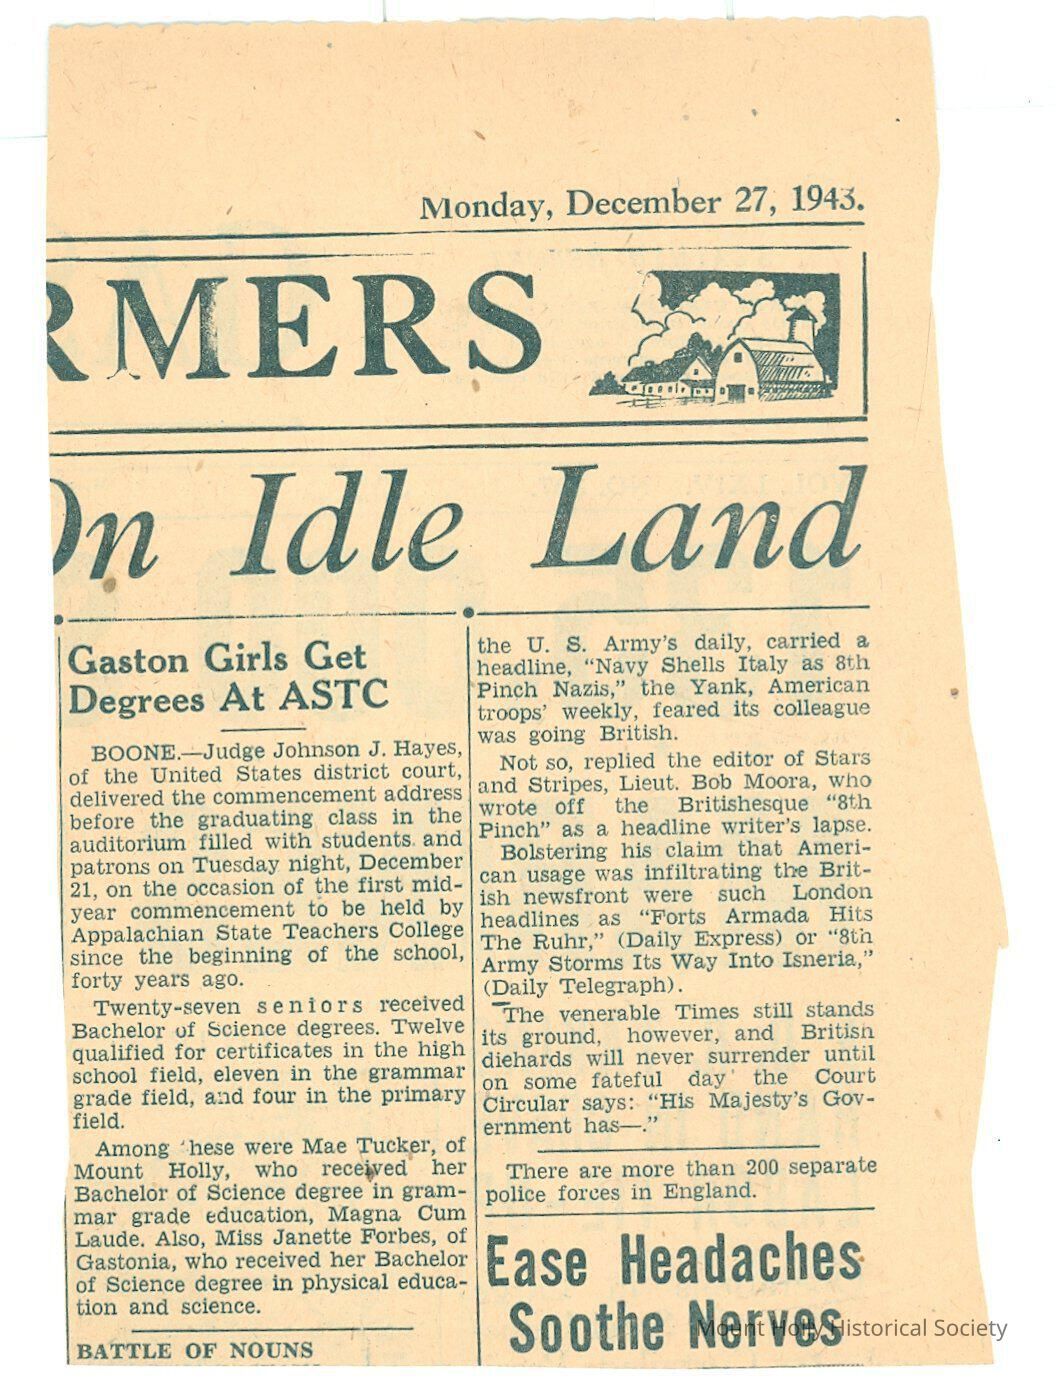 Monday, December 27, 1943.
RMERS
On Idle Land
Gaston Girls Get
Degrees At ASTC
BOONE.—Judge Johnson J. Hayes,
of the United States district court,
delivered the commencement address
before the graduating class in the
auditorium filled with students and
patrons on Tuesday night, December
21, on the occasion of the first mid-
year commencement to be held by
Appalachian State Teachers College
since the beginning of the school,
forty years ago.
Twenty-seven seniors received
Bachelor of Science degrees. Twelve
qualified for certificates in the high
school field, eleven in the grammar
grade field, and four in the primary
field.
Among hese were Mae Tucker, of
Mount Holly, who received her
Bachelor of Science degree in gram-
mar grade education, Magna Cum
Laude. Also, Miss Janette Forbes, of
Gastonia, who received her Bachelor
of Science degree in physical educa-
tion and science.
BATTLE OF NOUNS
the U. S. Army's daily, carried a
headline, "Navy Shells Italy as 8th
Pinch Nazis," the Yank, American
troops' weekly, feared its colleague
was going British.
Not so, replied the editor of Stars
and Stripes, Lieut. Bob Moora, who
wrote off the Britishesque "8th
Pinch" as a headline writer's lapse.
Bolstering his claim that Ameri-
can usage was infiltrating the Brit-
ish newsfront were such London
headlines as "Forts Armada Hits
The Ruhr," (Daily Express) or "8th
Army Storms Its Way Into Isneria,"
(Daily Telegraph).
The venerable Times still stands
its ground, however, and British
diehards will never surrender until
on some fateful day the Court
Circular says: "His Majesty's Gov-
ernment has—."
There are more than 200 separate
police forces in England.
Ease Headaches
Soothe Nerves
Mount Holly Historical Society